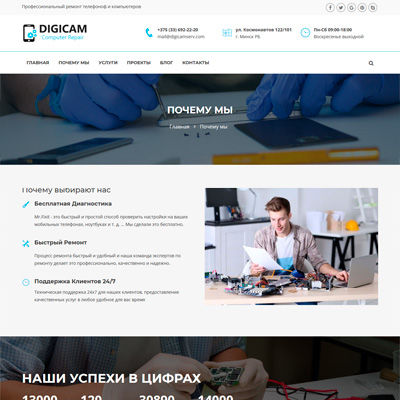 Профессиональный ремонт телефоноф и компьютеров
DIGICAM
Computer Repair
+375 (33) 692-22-20
mail@digicamserv.com
ул. Космонавтов 122/101
г. Минск РБ
Пн-Сб 09:00-18:00
Воскресенье выходной
ГЛАВНАЯ ПОЧЕМУ МЫ УСЛУГИ ПРОЕКТЫ БЛОГ КОНТАКТЫ
ПОЧЕМУ МЫ
Главная Почему мы
Почему выбирают нас
Бесплатная Диагностика
Mr.Fixit - это быстрый и простой способ проверить настройки на ваших
мобильных телефонах, ноутбуках и т. д. ... Мы сделали это бесплатно.
Быстрый Ремонт
Процесс ремонта быстрый и удобный и наша команда экспертов по
ремонту делает это профессионально, качественно и надежно.
Поддержка Клиентов 24/7
Техническая поддержка 24x7 для наших клиентов, предоставления
качественных услуг в любое удобное для вас время
НАШИ УСПЕХИ В ЦИФРАХ
13000 120 30890 14000